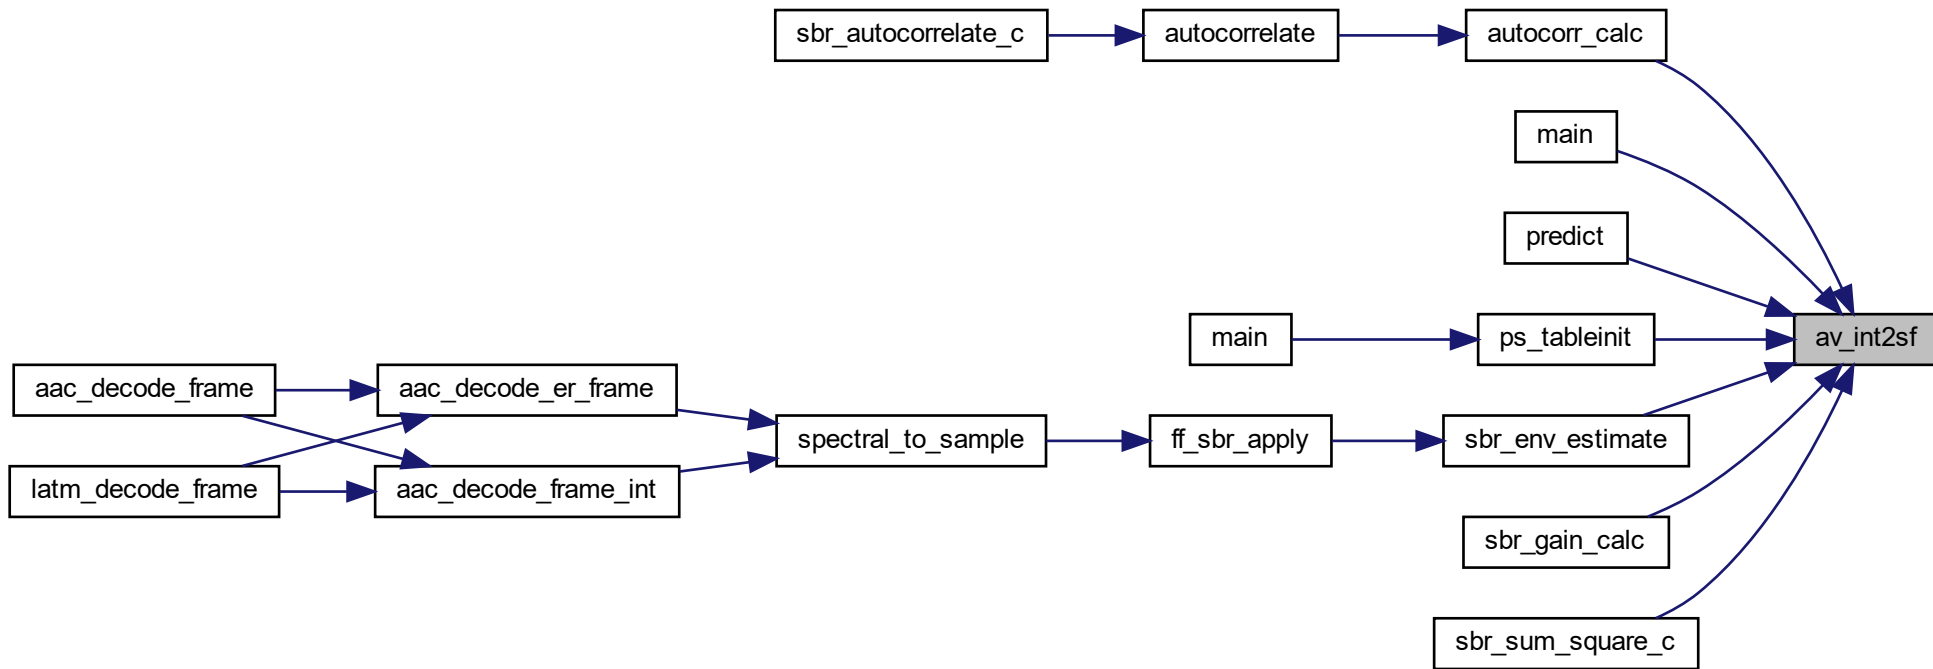 sbr_autocorrelate_c
autocorrelate
autocorr_calc
main
predict
main
ps_tableinit
av_int2sf
aac_decode_frame
aac_decode_er_frame
spectral_to_sample
ff_sbr_apply
sbr_env_estimate
latm_decode_frame
aac_decode_frame_int
sbr_gain_calc
sbr_sum_square_c